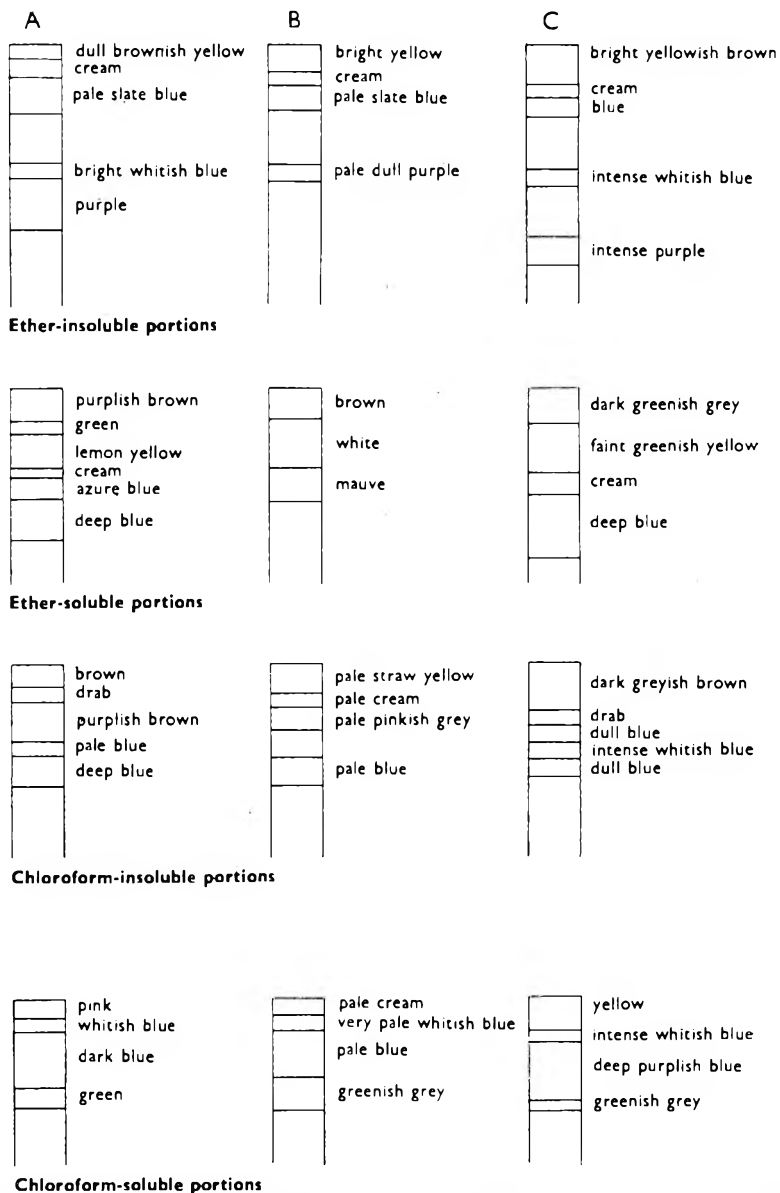 A B C
dull brownish yellow
cream
pale slate blue
bright whitish blue
purple
bright yellow
cream
pale slate blue
pale dull purple
bright yellowish brown
cream
blue
intense whitish blue
intense purple
Ether-insoluble portions
purplish brown
green
lemon yellow
cream
azure blue
deep blue
brown
white
mauve
dark greenish grey
faint greenish yellow
cream
deep blue
Ether-soluble portions
brown
drab
purplish brown
pale blue
deep blue
pale straw yellow
pale cream
pale pinkish grey
pale blue
dark greyish brown
drab
dull blue
intense whitish blue
dull blue
Chloroform-insoluble portions
pink
whitish blue
dark blue
green
pale cream
very pale whitish blue
pale blue
greenish grey
yellow
intense whitish blue
deep purplish blue
greenish grey
Chloroform-soluble portions